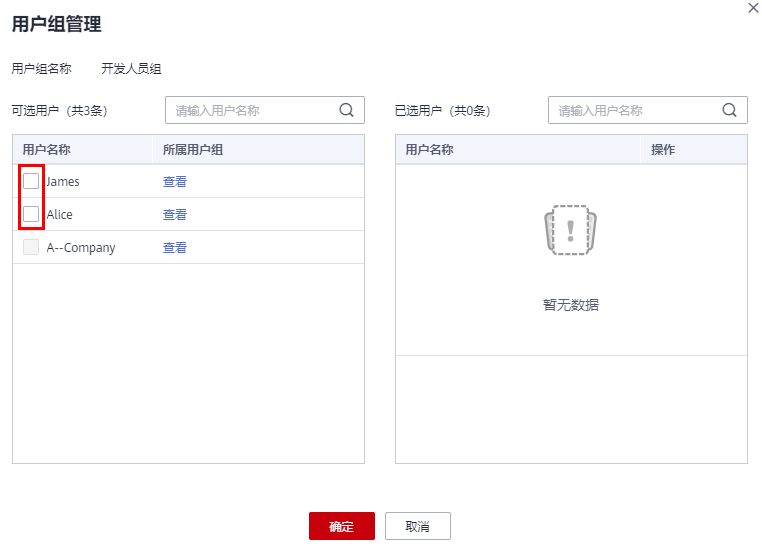 用户组管理
用户组名称 开发人员组
可选用户（共3条） 请输入用户名称
已选用户（共0条） 请输入用户名称
用户名称 所属用户组
James 查看
Alice 查看
A--Company 查看
用户名称 操作
暂无数据
确定 取消